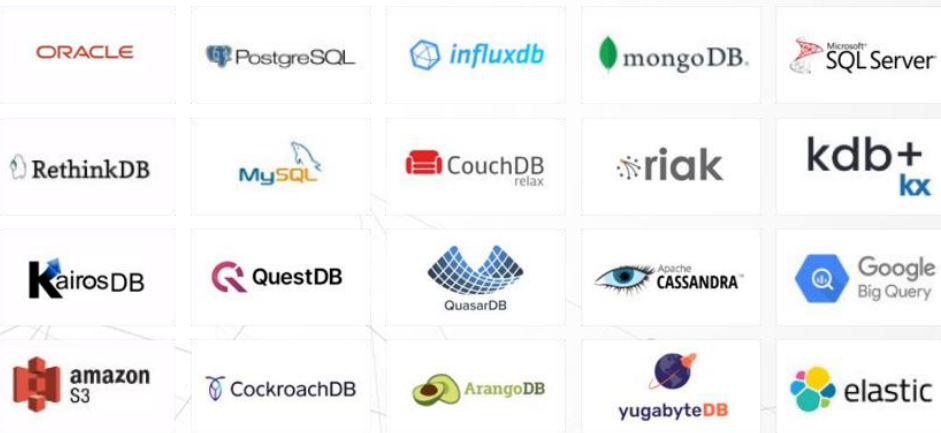 ORACLE
PostgreSQL
influxdb
mongoDB.
Microsoft®
SQL Server®
RethinkDB
MySQL
CouchDB
relax
riak
kdb+
kx
KairosDB
QuestDB
QuasarDB
Apache
CASSANDRA™
Google
Big Query
amazon
S3
CockroachDB
ArangoDB
yugabyteDB
elastic